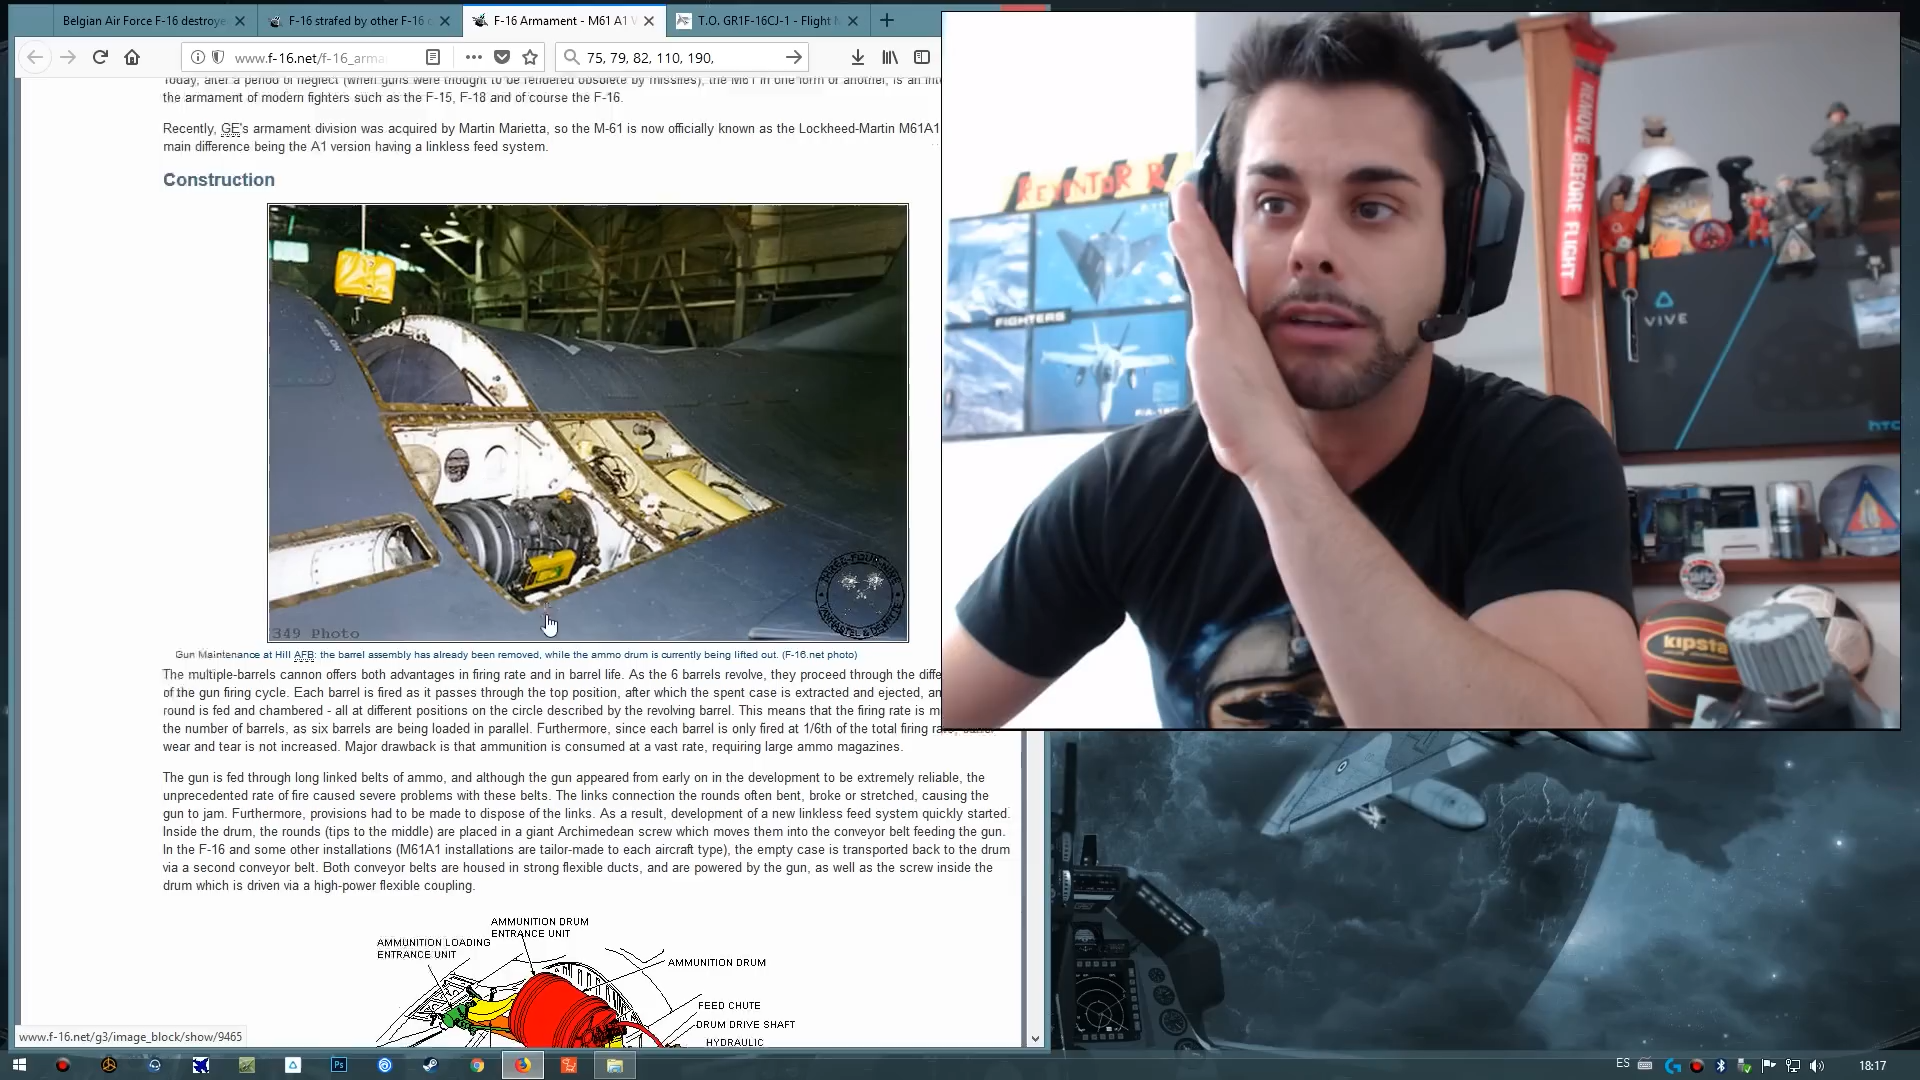 Belgian Air Force F-16 destroye
F-16 strafed by other F-16
F-16 Armament - M61 A1
T.O. GR1F-16CJ-1 - Flight
www.f-16.net/f-16_arma
75, 79, 82, 110, 190,
the armament of modern fighters such as the F-15, F-18 and of course the F-16.
Recently, GE's armament division was acquired by Martin Marietta, so the M-61 is now officially known as the Lockheed-Martin M61A1
main difference being the A1 version having a linkless feed system.
Construction
NO STEP
349 Photo
Gun Maintenance at Hill AFB: the barrel assembly has already been removed, while the ammo drum is currently being lifted out. (F-16.net photo)
The multiple-barrels cannon offers both advantages in firing rate and in barrel life. As the 6 barrels revolve, they proceed through the diffe
of the gun firing cycle. Each barrel is fired as it passes through the top position, after which the spent case is extracted and ejected, an
round is fed and chambered - all at different positions on the circle described by the revolving barrel. This means that the firing rate is m
the number of barrels, as six barrels are being loaded in parallel. Furthermore, since each barrel is only fired at 1/6th of the total firing
wear and tear is not increased. Major drawback is that ammunition is consumed at a vast rate, requiring large ammo magazines.
The gun is fed through long linked belts of ammo, and although the gun appeared from early on in the development to be extremely reliable, the
unprecedented rate of fire caused severe problems with these belts. The links connection the rounds often bent, broke or stretched, causing the
gun to jam. Furthermore, provisions had to be made to dispose of the links. As a result, development of a new linkless feed system quickly started.
Inside the drum, the rounds (tips to the middle) are placed in a giant Archimedean screw which moves them into the conveyor belt feeding the gun.
In the F-16 and some other installations (M61A1 installations are tailor-made to each aircraft type), the empty case is transported back to the drum
via a second conveyor belt. Both conveyor belts are housed in strong flexible ducts, and are powered by the gun, as well as the screw inside the
drum which is driven via a high-power flexible coupling.
AMMUNITION DRUM
ENTRANCE UNIT
AMMUNITION LOADING
ENTRANCE UNIT
AMMUNITION DRUM
FEED CHUTE
DRUM DRIVE SHAFT
HYDRAULIC
www.f-16.net/g3/image_block/show/9465
FIGHTERS
REMOVE BEFORE FLIGHT
VIVE
htc
kipsta
ES
18:17